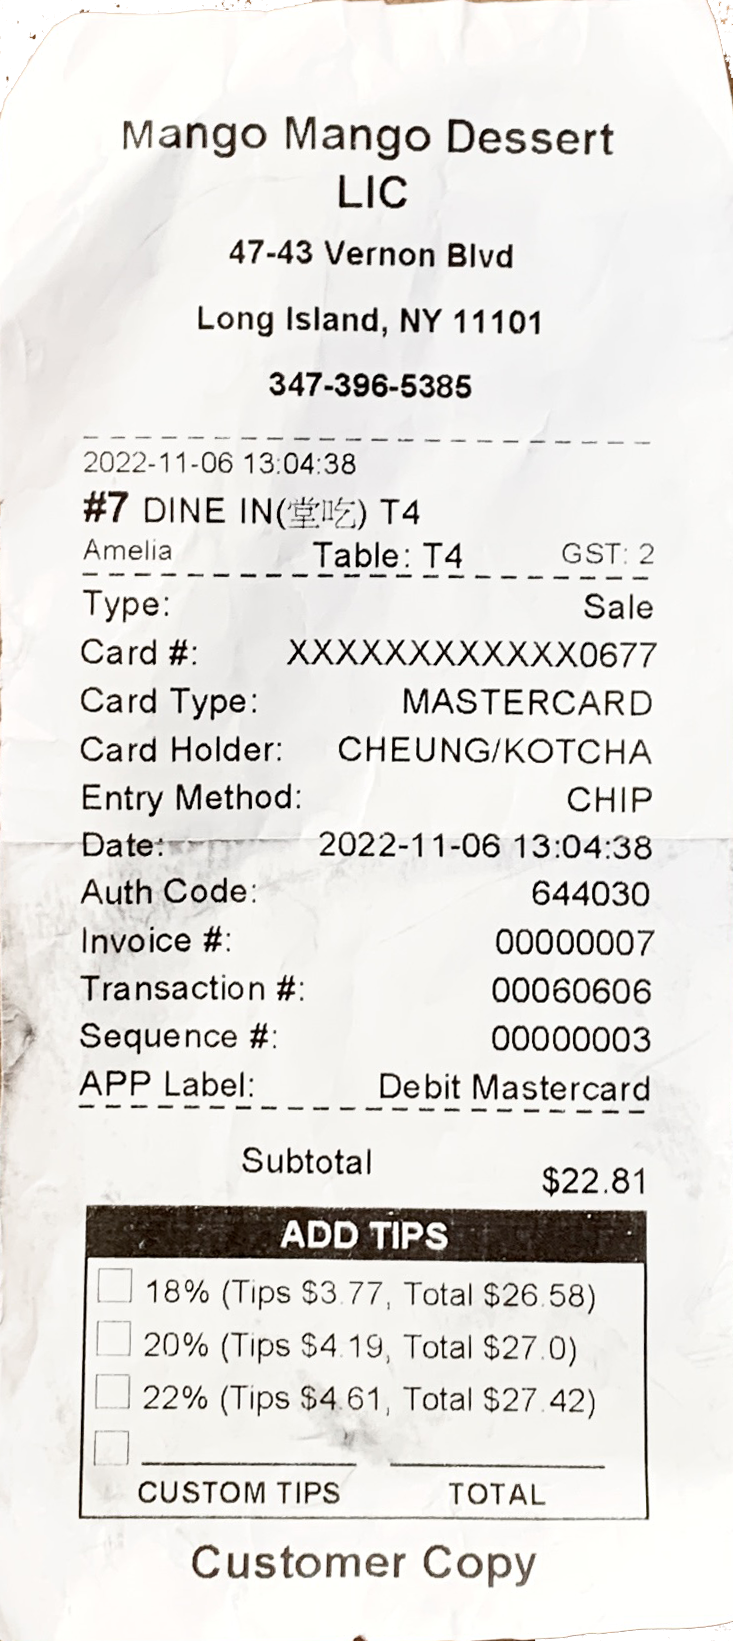 Mango Mango Dessert
LIC
47-43 Vernon Blvd
Long Island, NY 11101
347-396-5385
2022-11-06 13:04:38
#7 DINE IN(堂吃) T4
Amelia Table: T4 GST: 2
Type: Sale
Card #: XXXXXXXXXXXX0677
Card Type: MASTERCARD
Card Holder: CHEUNG/KOTCHA
Entry Method: CHIP
Date: 2022-11-06 13:04:38
Auth Code: 644030
Invoice #: 00000007
Transaction #: 00060606
Sequence #: 00000003
APP Label: Debit Mastercard
Subtotal $22.81
ADD TIPS
18% (Tips $3.77, Total $26.58)
20% (Tips $4.19, Total $27.0)
22% (Tips $4.61, Total $27.42)
CUSTOM TIPS TOTAL
Customer Copy